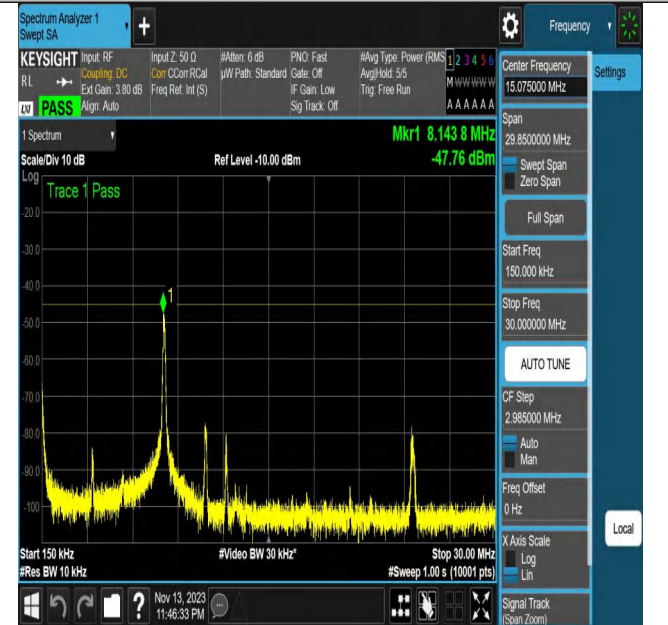 Spectrum Analyzer 1
Swept SA
+
Frequency
KEYSIGHT
RL
PASS
Input: RF
Coupling: DC
Ext Gain: 3.80 dB
Align: Auto
Input Z: 50 Ω
Corr CCorr RCal
Freq Ref: Int (S)
#Atten: 6 dB
µW Path: Standard
PNO: Fast
Gate: Off
IF Gain: Low
Sig Track: Off
#Avg Type: Power (RMS
Avg|Hold: 5/5
Trig: Free Run
1 2 3 4 5 6
M W W W W W
A A A A A A
1 Spectrum
Scale/Div 10 dB
Ref Level -10.00 dBm
Mkr1 8.143 8 MHz
-47.76 dBm
Log
Trace 1 Pass
1
-20.0
-30.0
-40.0
-50.0
-60.0
-70.0
-80.0
-90.0
-100
Start 150 kHz
#Video BW 30 kHz*
Stop 30.00 MHz
#Res BW 10 kHz
#Sweep 1.00 s (10001 pts)
?
Nov 13, 2023
11:46:33 PM
Center Frequency
15.075000 MHz
Settings
Span
29.8500000 MHz
Swept Span
Zero Span
Full Span
Start Freq
150.000 kHz
Stop Freq
30.000000 MHz
AUTO TUNE
CF Step
2.985000 MHz
Auto
Man
Freq Offset
0 Hz
Local
X Axis Scale
Log
Lin
Signal Track
(Span Zoom)